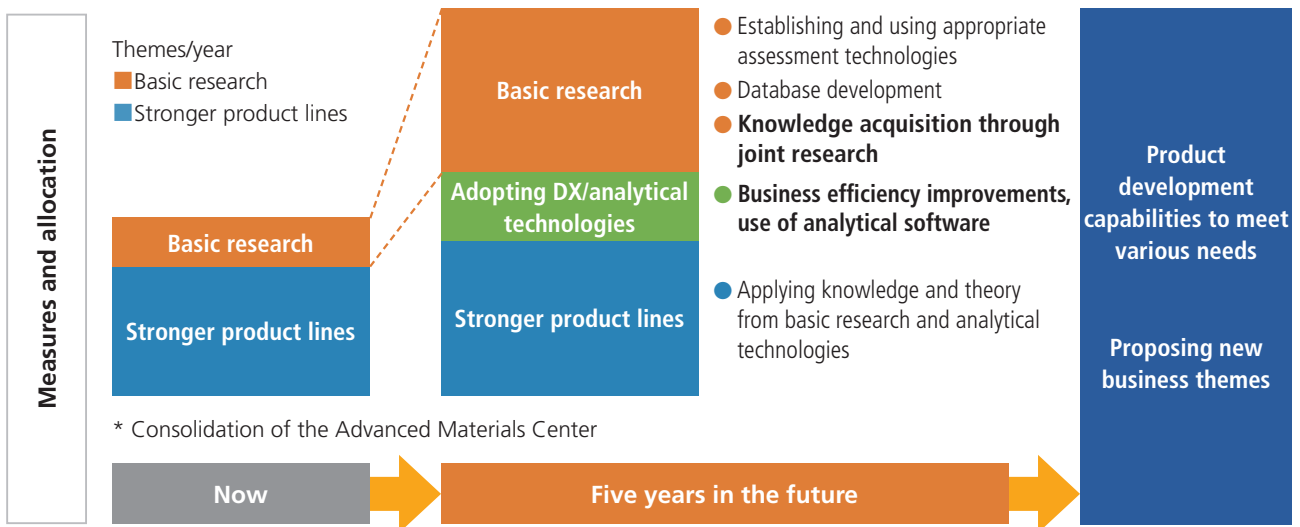 Measures and allocation
Themes/year
Basic research
Stronger product lines
Basic research
Stronger product lines
* Consolidation of the Advanced Materials Center
Now
Basic research
Adopting DX/analytical
technologies
Stronger product lines
Five years in the future
Establishing and using appropriate
assessment technologies
Database development
Knowledge acquisition through
joint research
Business efficiency improvements,
use of analytical software
Applying knowledge and theory
from basic research and analytical
technologies
Product
development
capabilities to meet
various needs
Proposing new
business themes